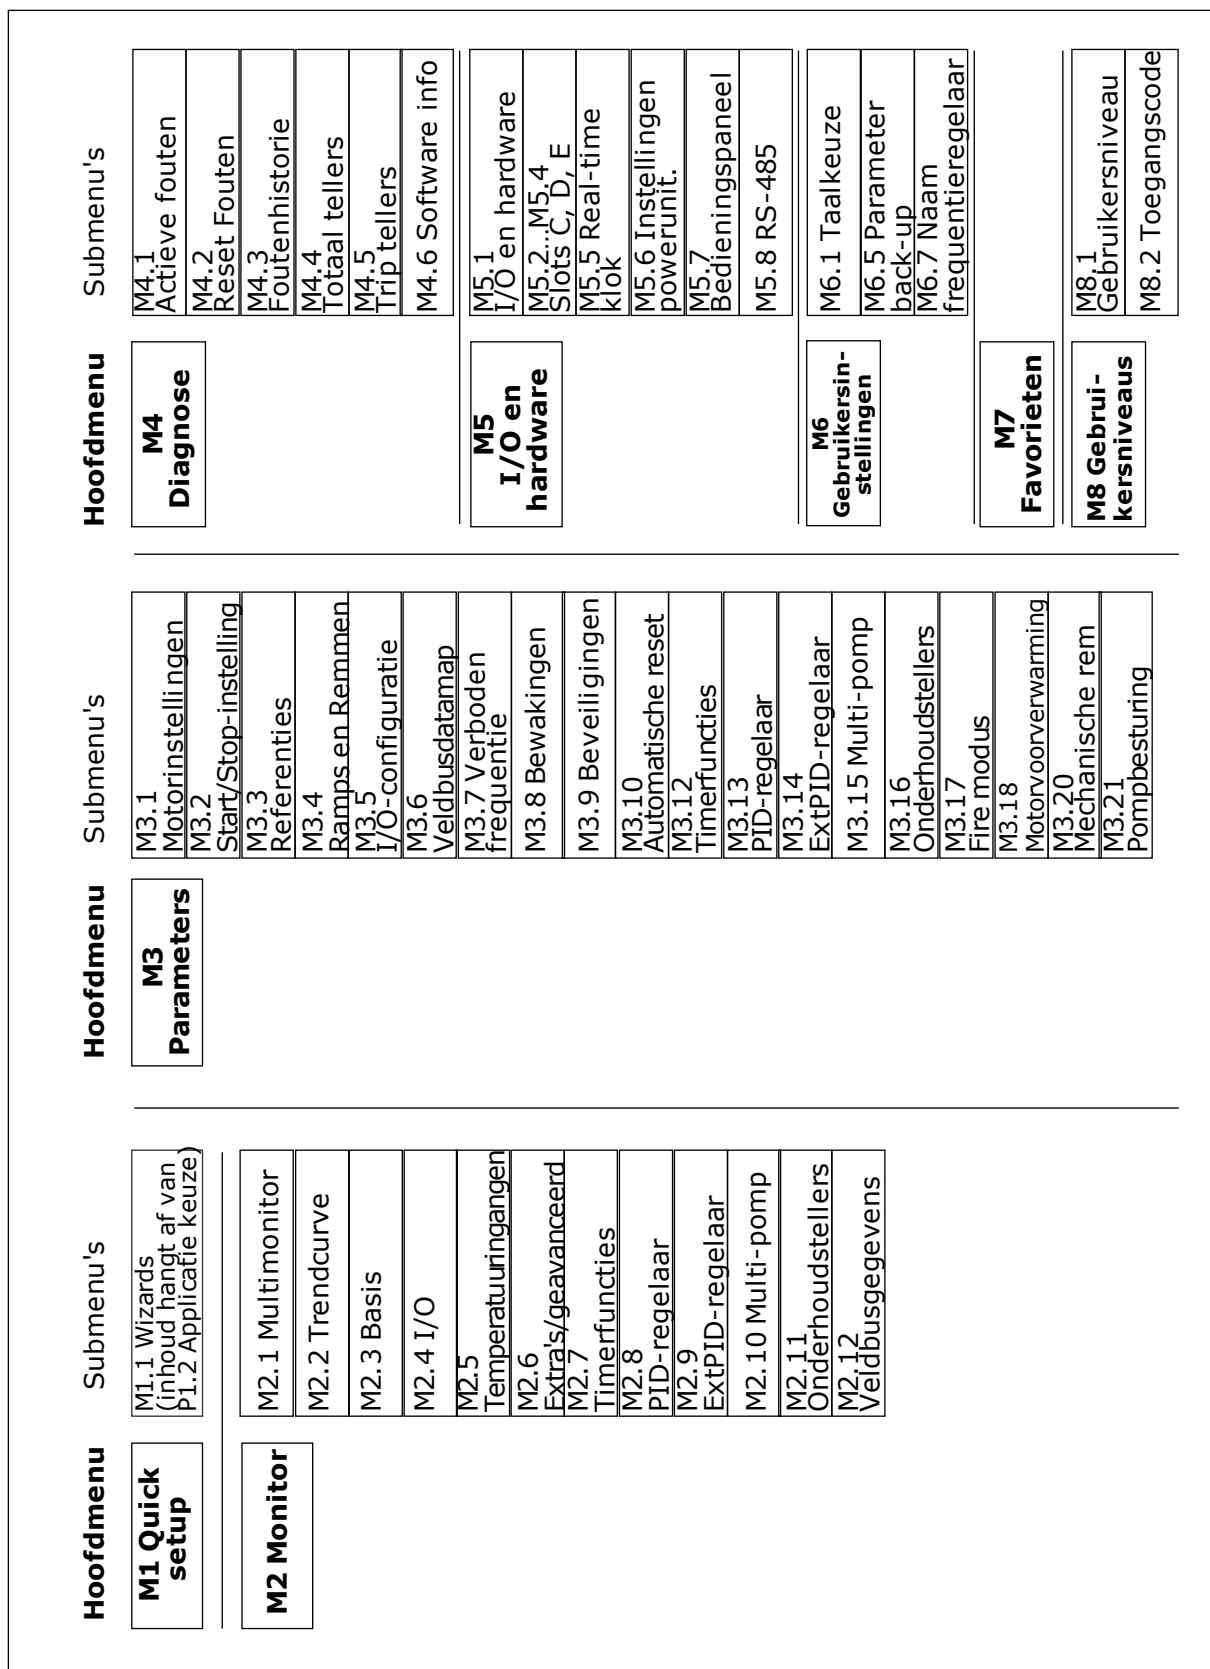 Hoofdmenu
Submenu's
M1 Quick
setup
M1.1 Wizards
(inhoud hangt af van
P1.2 Applicatie keuze)
M2 Monitor
M2.1 Multimonitor
M2.2 Trendcurve
M2.3 Basis
M2.4 I/O
M2.5
Temperatuuringangen
M2.6
Extra's/geavanceerd
M2.7
Timerfuncties
M2.8
PID-regelaar
M2.9
ExtPID-regelaar
M2.10 Multi-pomp
M2.11
Onderhoudstellers
M2.12
Veldbusgegevens
Hoofdmenu
Submenu's
M3
Parameters
M3.1
Motorinstellingen
M3.2
Start/Stop-instelling
M3.3
Referenties
M3.4
Ramps en Remmen
M3.5
I/O-configuratie
M3.6
Veldbusdatamap
M3.7 Verboden
frequentie
M3.8 Bewakingen
M3.9 Beveiligingen
M3.10
Automatische reset
M3.12
Timerfuncties
M3.13
PID-regelaar
M3.14
ExtPID-regelaar
M3.15 Multi-pomp
M3.16
Onderhoudstellers
M3.17
Fire modus
M3.18
Motorvoorverwarming
M3.20
Mechanische rem
M3.21
Pompbesturing
Hoofdmenu
Submenu's
M4
Diagnose
M4.1
Actieve fouten
M4.2
Reset Fouten
M4.3
Foutenhistorie
M4.4
Totaal tellers
M4.5
Trip tellers
M4.6 Software info
M5
I/O en
hardware
M5.1
I/O en hardware
M5.2...M5.4
Slots C, D, E
M5.5 Real-time
klok
M5.6 Instellingen
powerunit.
M5.7
Bedieningspaneel
M5.8 RS-485
M6
Gebruikersin-
stellingen
M6.1 Taalkeuze
M6.5 Parameter
back-up
M6.7 Naam
frequentieregelaar
M7
Favorieten
M8 Gebrui-
kersniveaus
M8.1
Gebruikersniveau
M8.2 Toegangscode